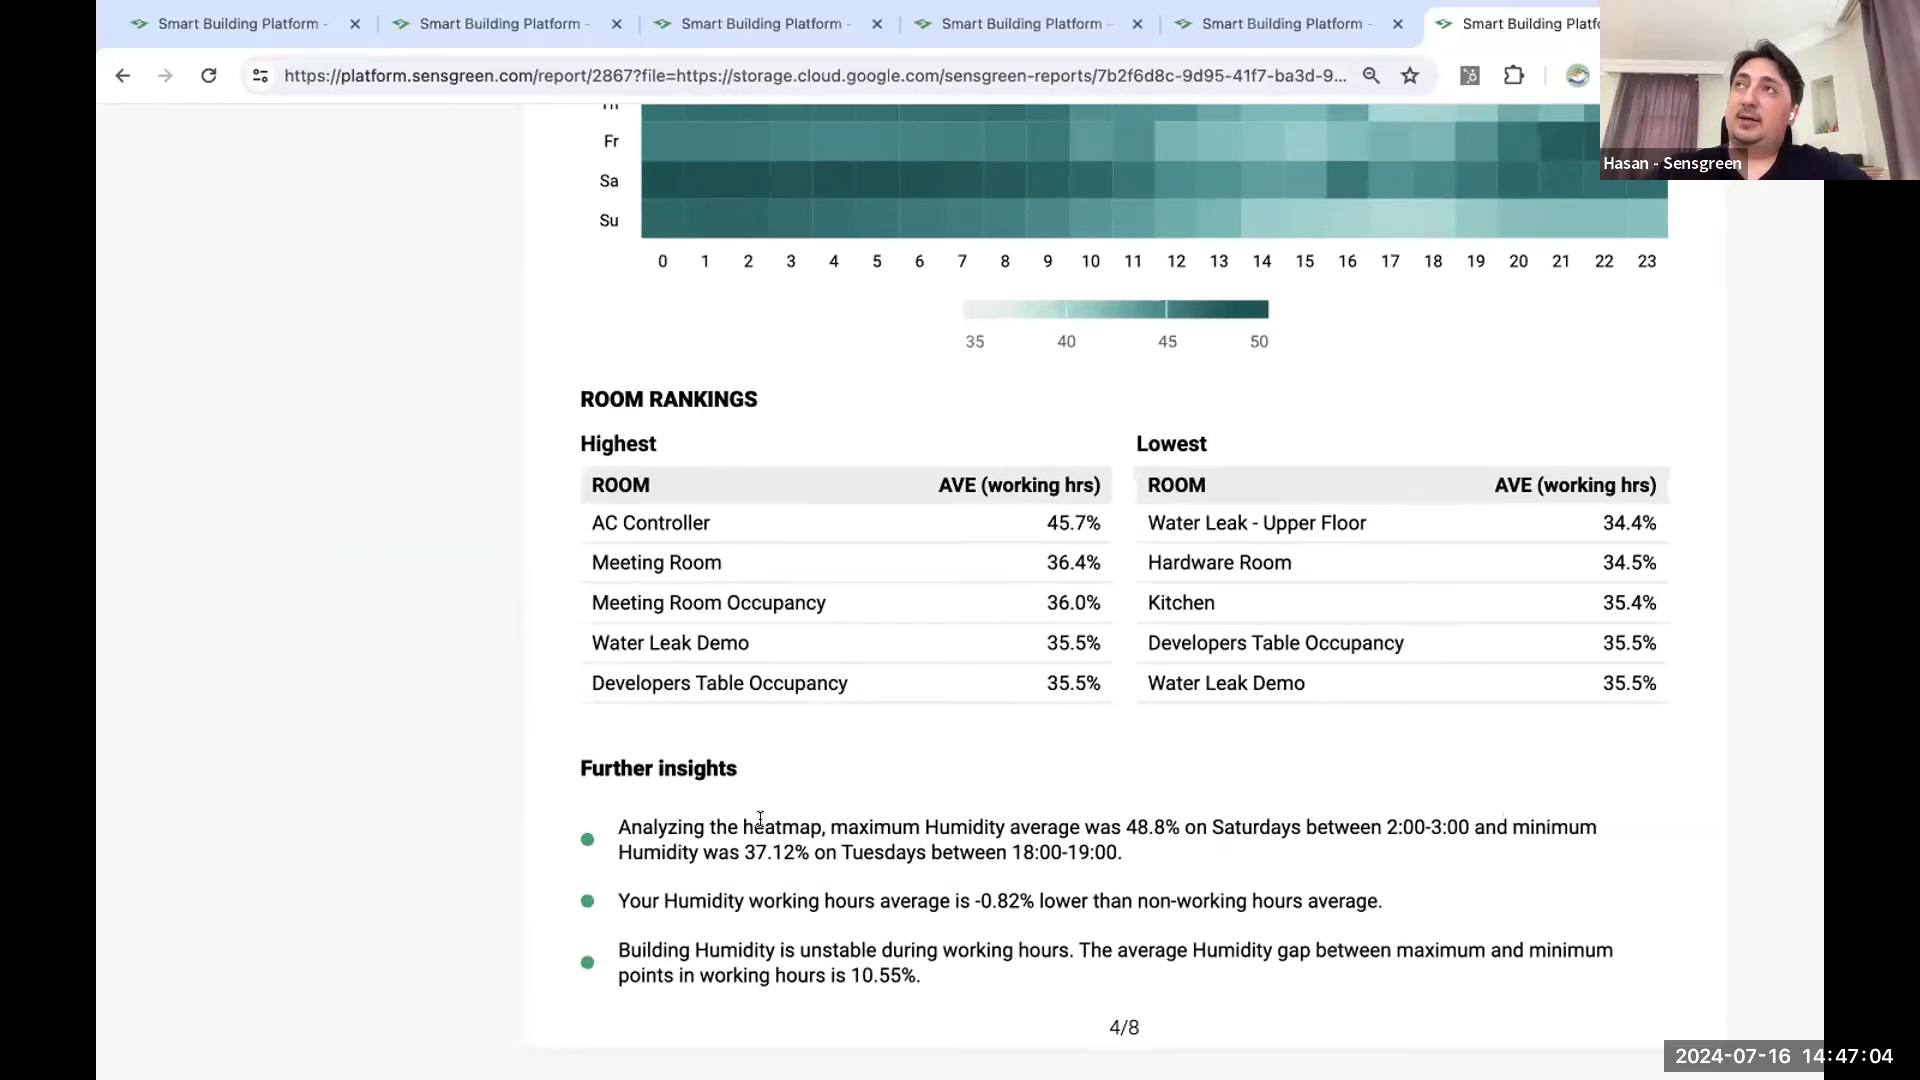 Smart Building Platform - Smart Building Platform - Smart Building Platform - Smart Building Platform - Smart Building Platform - Smart Building Platf
https://platform.sensgreen.com/report/2867?file=https://storage.cloud.google.com/sensgreen-reports/7b2f6d8c-9d95-41f7-ba3d-9...
Hasan - Sensgreen
Fr
Sa
Su
0 1 2 3 4 5 6 7 8 9 10 11 12 13 14 15 16 17 18 19 20 21 22 23
35 40 45 50
ROOM RANKINGS
Highest
ROOM AVE (working hrs)
AC Controller 45.7%
Meeting Room 36.4%
Meeting Room Occupancy 36.0%
Water Leak Demo 35.5%
Developers Table Occupancy 35.5%
Lowest
ROOM AVE (working hrs)
Water Leak - Upper Floor 34.4%
Hardware Room 34.5%
Kitchen 35.4%
Developers Table Occupancy 35.5%
Water Leak Demo 35.5%
Further insights
Analyzing the heatmap, maximum Humidity average was 48.8% on Saturdays between 2:00-3:00 and minimum
Humidity was 37.12% on Tuesdays between 18:00-19:00.
Your Humidity working hours average is -0.82% lower than non-working hours average.
Building Humidity is unstable during working hours. The average Humidity gap between maximum and minimum
points in working hours is 10.55%.
4/8
2024-07-16 14:47:04